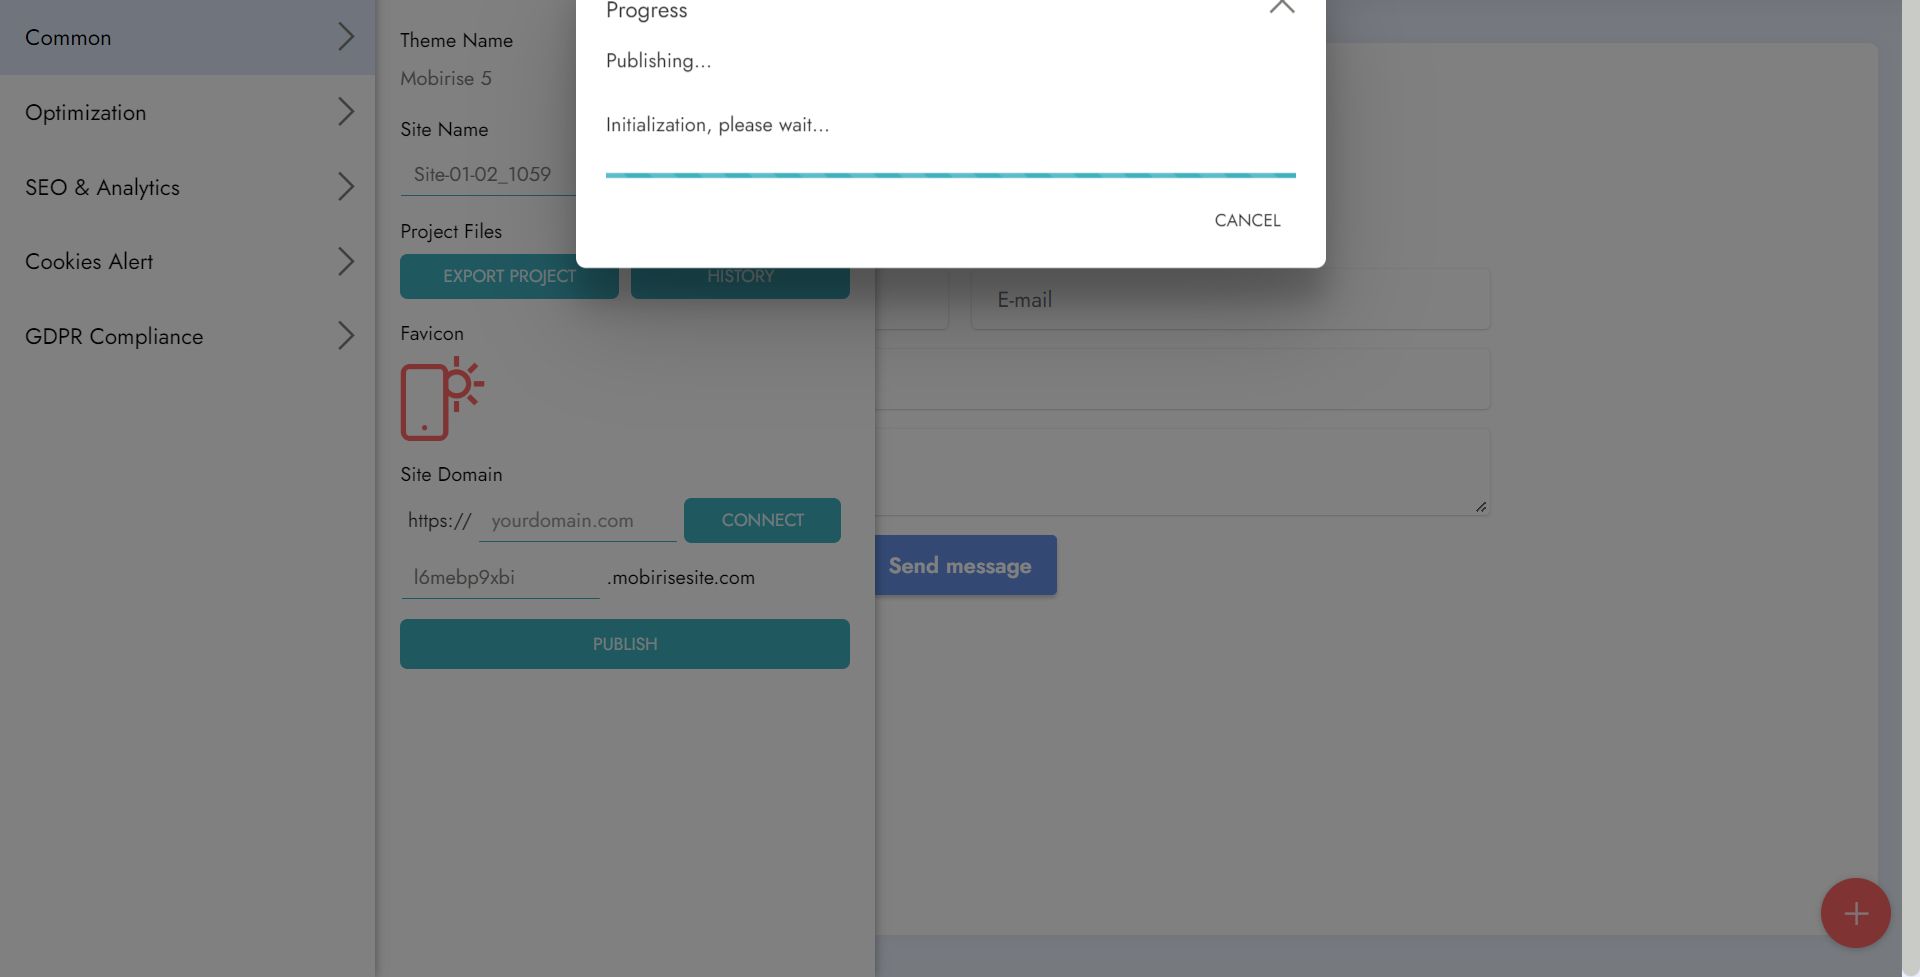 Common
Optimization
SEO & Analytics
Cookies Alert
GDPR Compliance
Theme Name
Mobirise 5
Site Name
Site-01-02_1059
Project Files
EXPORT PROJECT
HISTORY
Favicon
Site Domain
https://
yourdomain.com
CONNECT
l6mebp9xbi
.mobirisesite.com
PUBLISH
Progress
Publishing...
Initialization, please wait...
CANCEL
E-mail
Send message